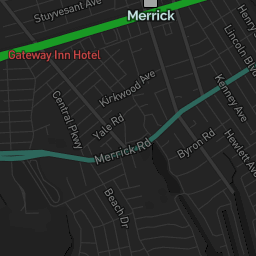 Stuyvesant Ave
Merrick
Henry S
Gateway Inn Hotel
Lincoln Blvd
Kirkwood Ave
Kenney Ave
Central Pkwy
Yale Rd
Merrick Rd
Byron Rd
Hewlett Ave
Beach Dr